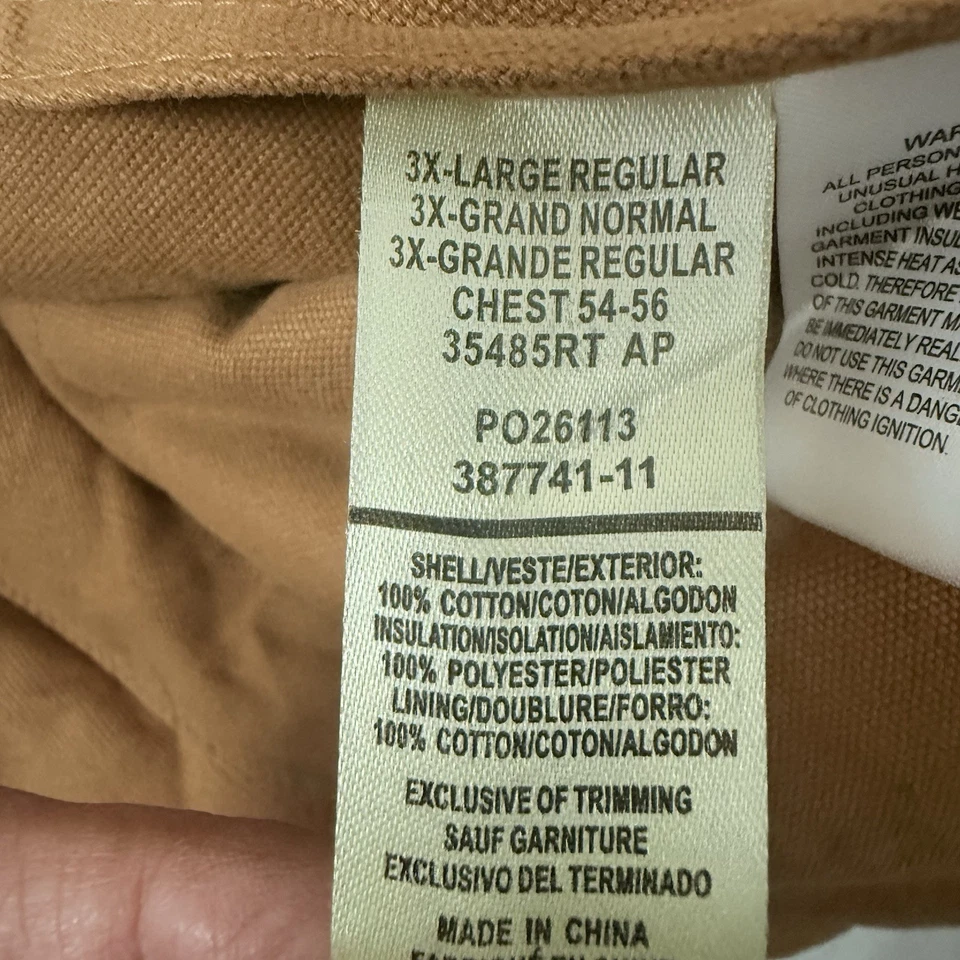 3X-LARGE REGULAR
3X-GRAND NORMAL
3X-GRANDE REGULAR
CHEST 54-56
35485RT AP
PO26113
387741-11
SHELL/VESTE/EXTERIOR:
100% COTTON/COTON/ALGODON
INSULATION/ISOLATION/AISLAMIENTO:
100% POLYESTER/POLIESTER
LINING/DOUBLURE/FORRO:
100% COTTON/COTON/ALGODON
EXCLUSIVE OF TRIMMING
SAUF GARNITURE
EXCLUSIVO DEL TERMINADO
MADE IN CHINA
ALL PERSON
UNUSUAL H
CLOTHING
INCLUDING WE
GARMENT INSUL
INTENSE HEAT AS
COLD. THEREFORE
OF THIS GARMENT MA
BE IMMEDIATELY REAL
DO NOT USE THIS GARM
WHERE THERE IS A DANG
OF CLOTHING IGNITION.